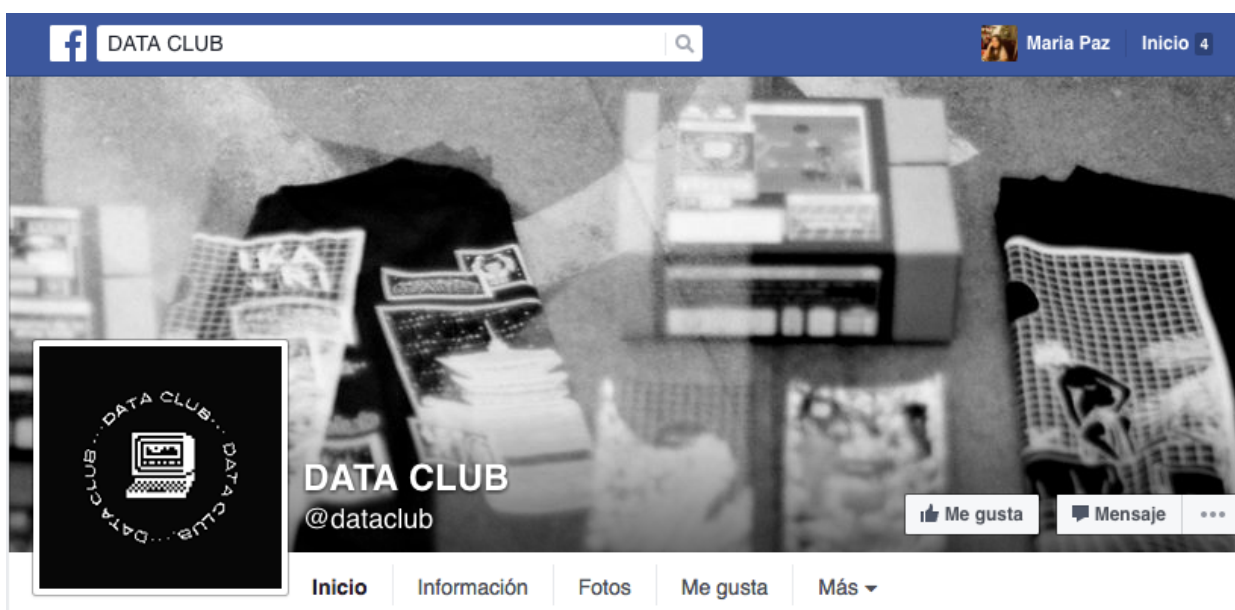 DATA CLUB
Maria Paz Inicio 4
DATA CLUB... DATA CLUB... DATA CLUB...
DATA CLUB
@dataclub
Me gusta Mensaje
Inicio Información Fotos Me gusta Más